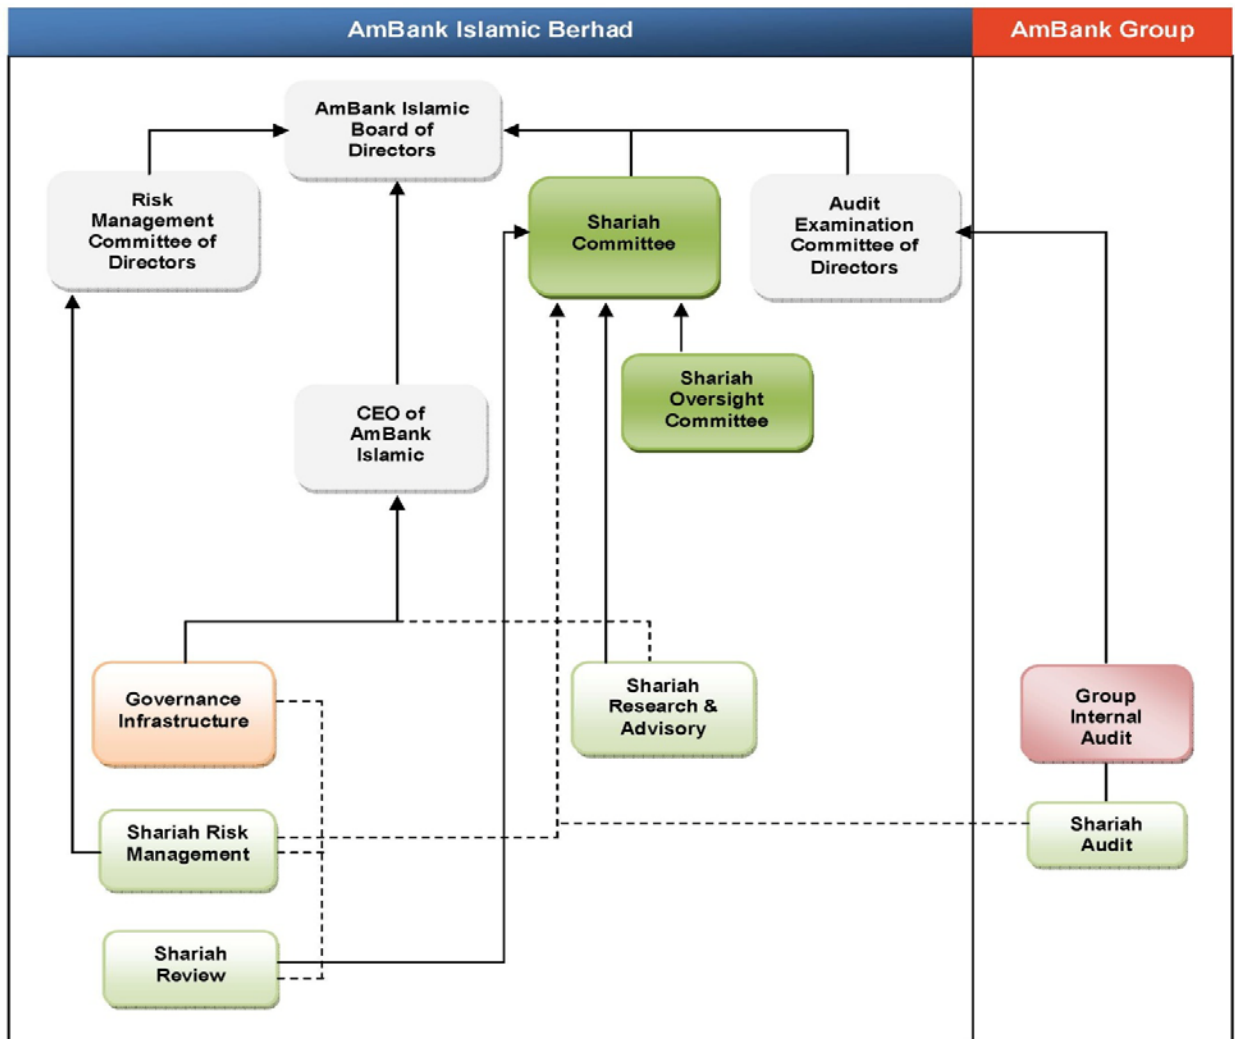 AmBank Islamic Berhad
AmBank Group
AmBank Islamic
Board of
Directors
Risk
Management
Committee of
Directors
Shariah
Committee
Audit
Examination
Committee of
Directors
Shariah
Oversight
Committee
CEO of
AmBank
Islamic
Governance
Infrastructure
Shariah
Research &
Advisory
Group
Internal
Audit
Shariah Risk
Management
Shariah
Audit
Shariah
Review